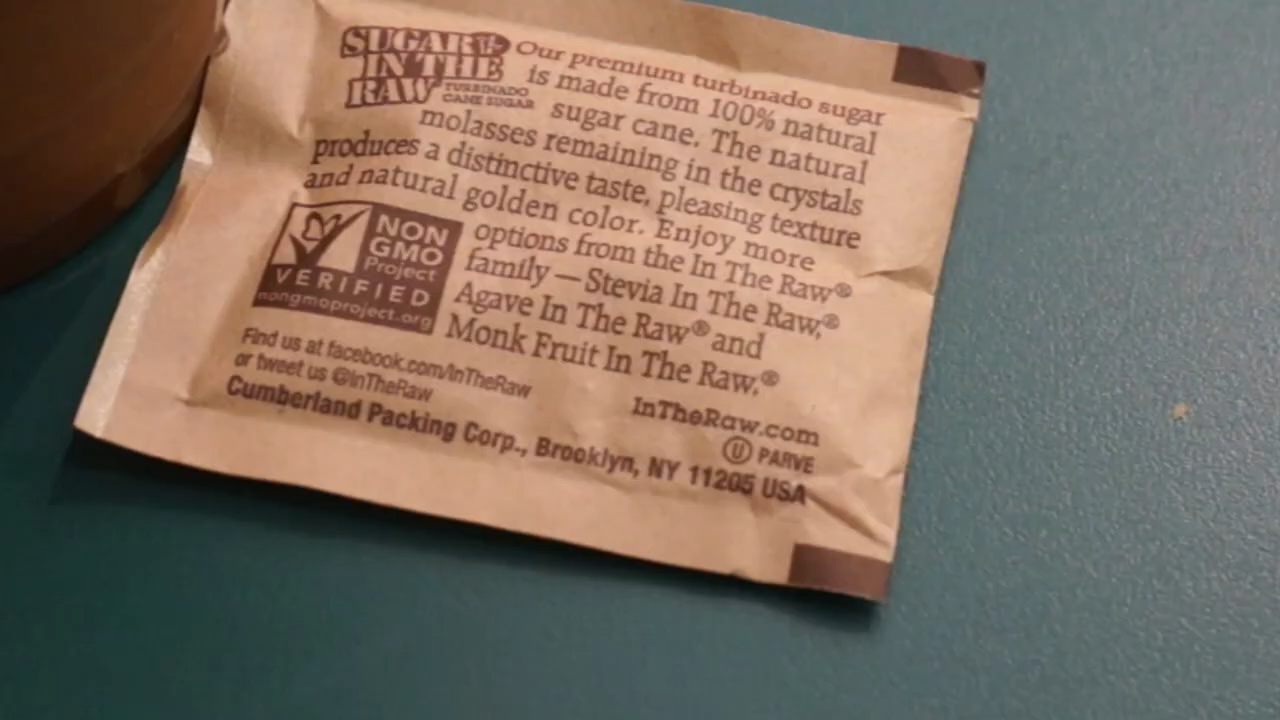 SUGAR
IN THE
RAW
TURBINADO
CANE SUGAR
Our premium turbinado sugar
is made from 100% natural
sugar cane. The natural
molasses remaining in the crystals
produces a distinctive taste, pleasing texture
and natural golden color. Enjoy more
options from the In The Raw®
family—Stevia In The Raw,®
Agave In The Raw® and
Monk Fruit In The Raw.®
NON
GMO
Project
VERIFIED
nongmoproject.org
Find us at facebook.com/InTheRaw
or tweet us @InTheRaw
InTheRaw.com
U PARVE
Cumberland Packing Corp., Brooklyn, NY 11205 USA